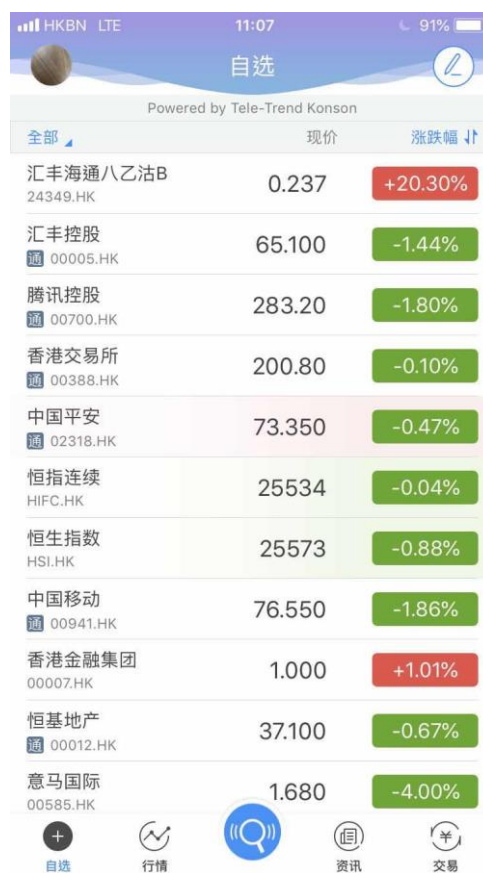 HKBN LTE 11:07 91%
自选
Powered by Tele-Trend Konson
全部 现价 涨跌幅
汇丰海通八乙沽B 0.237 +20.30%
24349.HK
汇丰控股 65.100 -1.44%
通 00005.HK
腾讯控股 283.20 -1.80%
通 00700.HK
香港交易所 200.80 -0.10%
通 00388.HK
中国平安 73.350 -0.47%
通 02318.HK
恒指连续 25534 -0.04%
HIFC.HK
恒生指数 25573 -0.88%
HSI.HK
中国移动 76.550 -1.86%
通 00941.HK
香港金融集团 1.000 +1.01%
00007.HK
恒基地产 37.100 -0.67%
通 00012.HK
意马国际 1.680 -4.00%
00585.HK
自选 行情 资讯 交易